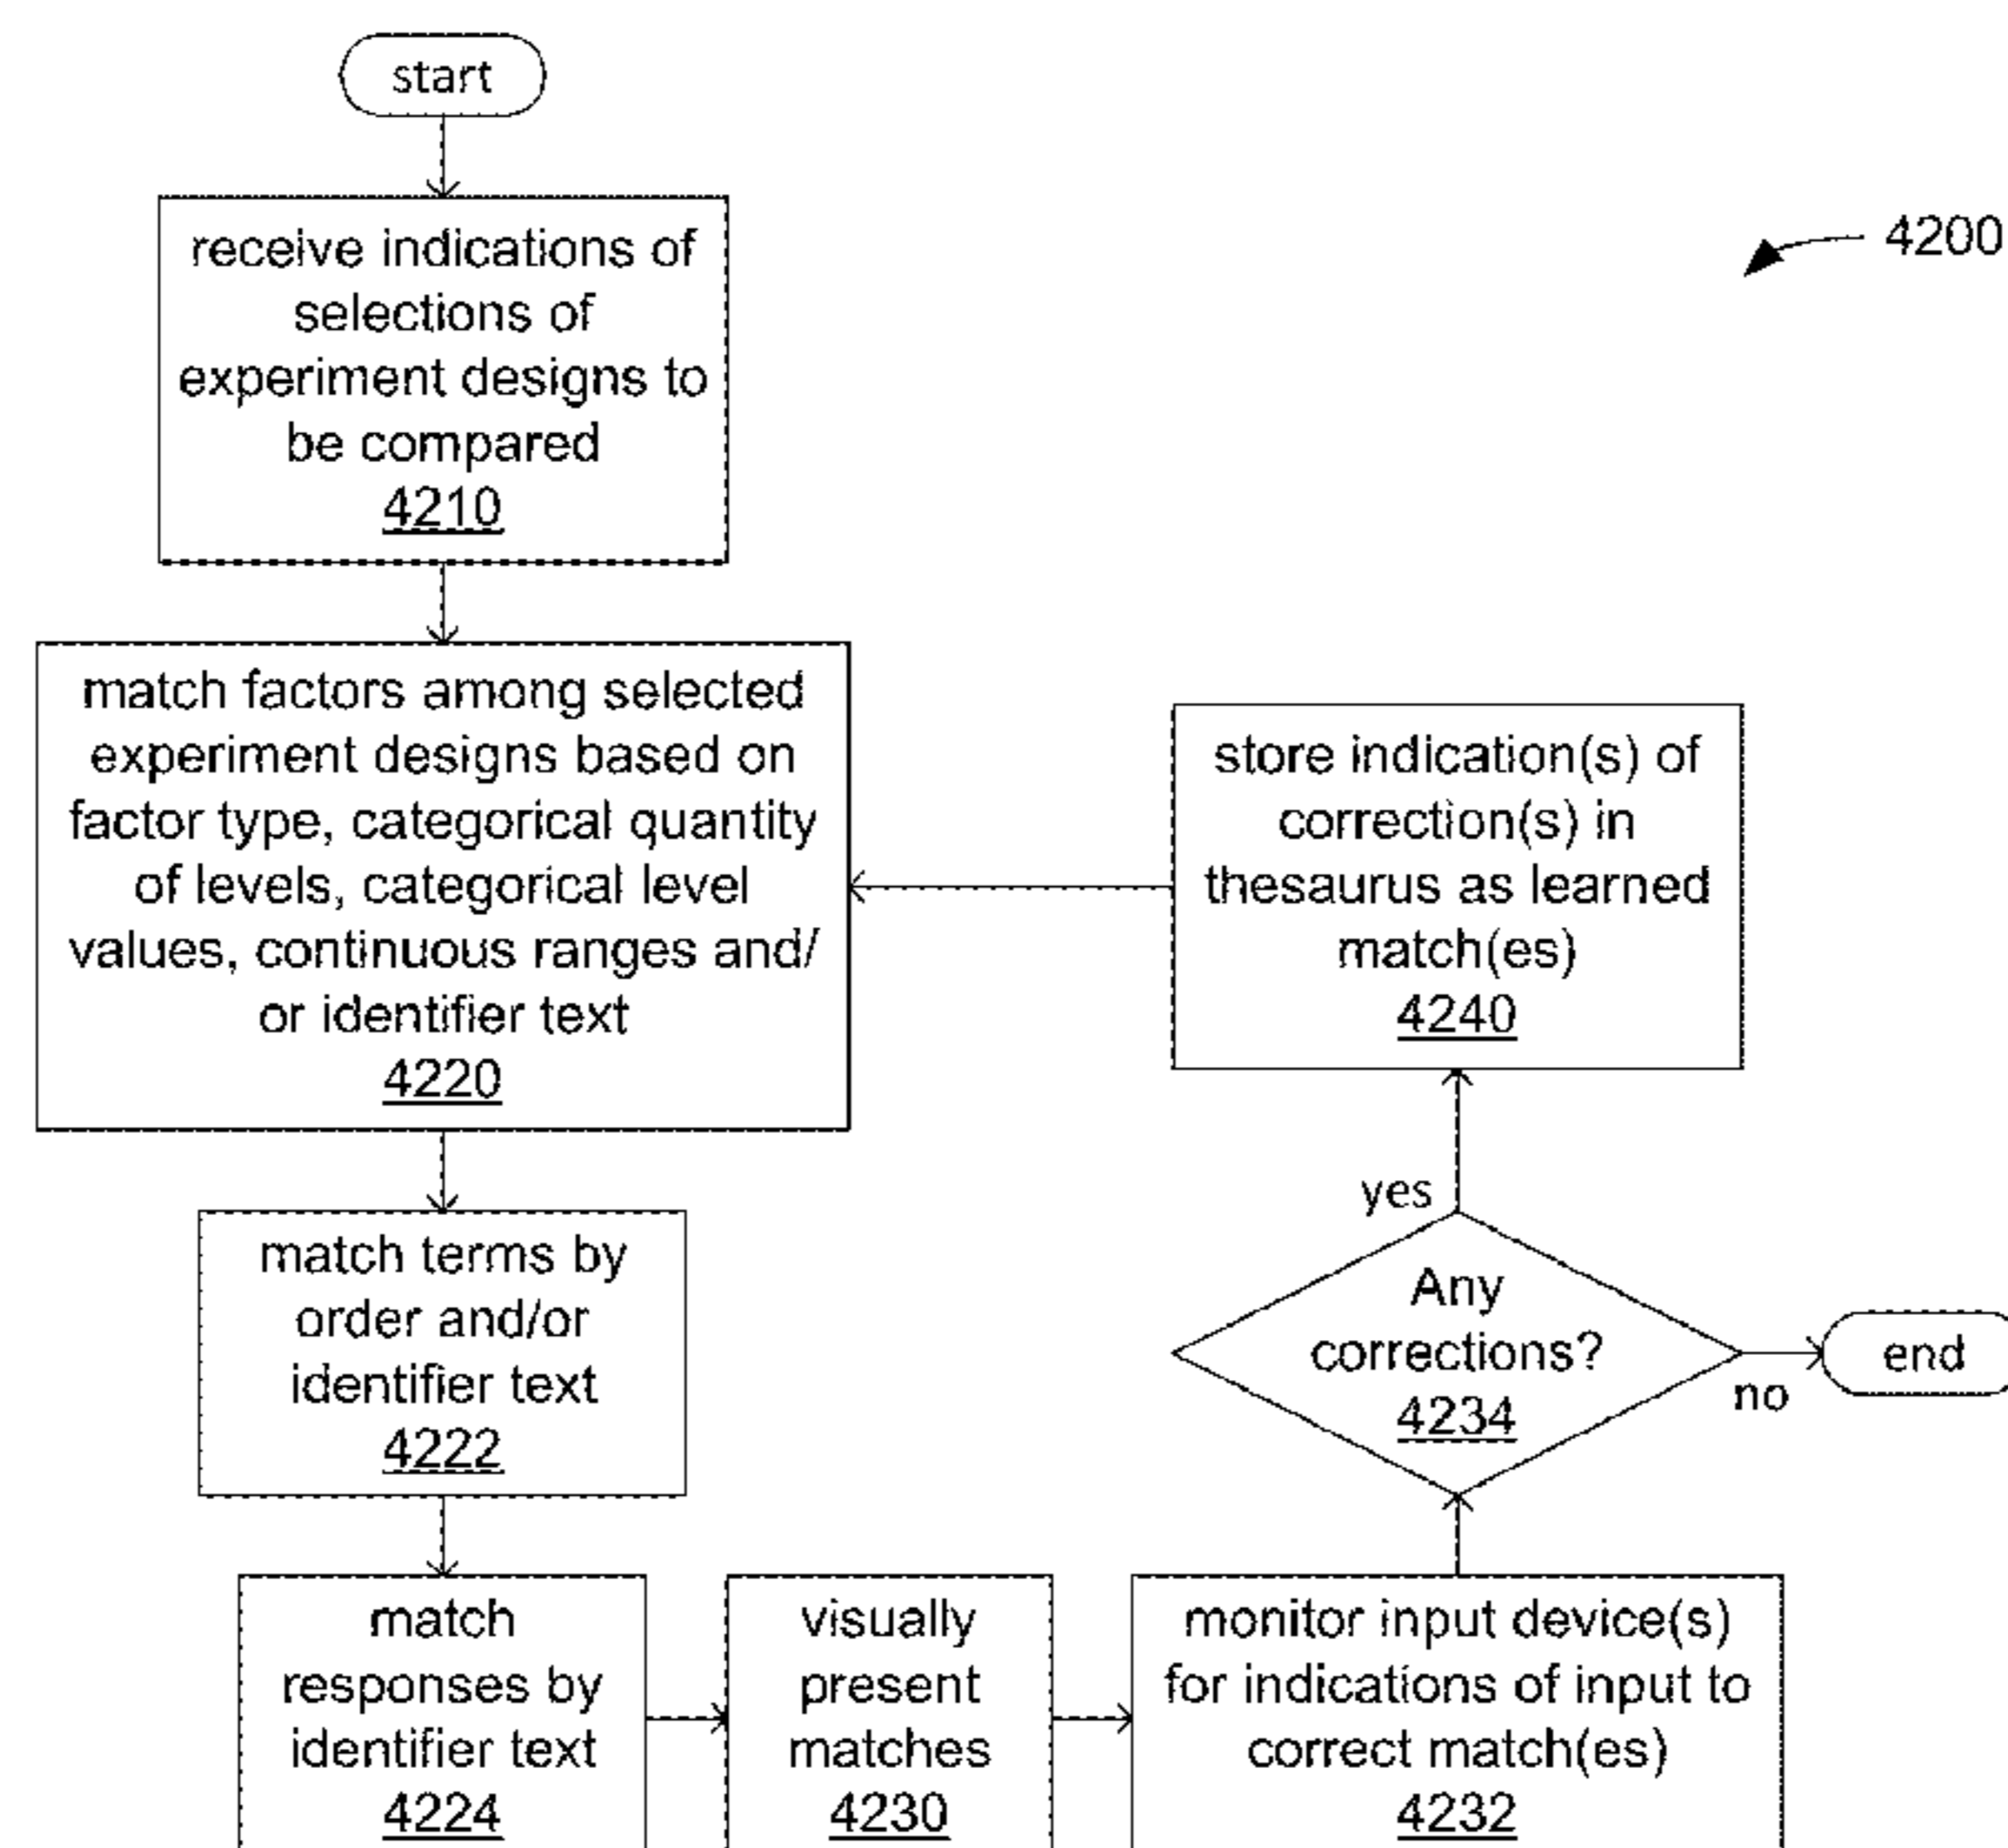 start
receive indications of
selections of
experiment designs to
be compared
4210
4200
match factors among selected
experiment designs based on
factor type, categorical quantity
of levels, categorical level
values, continuous ranges and/
or identifier text
4220
store indication(s) of
correction(s) in
thesaurus as learned
match(es)
4240
match terms by
order and/or
identifier text
4222
yes
Any
corrections?
4234
no
end
match
responses by
identifier text
4224
visually
present
matches
4230
monitor input device(s)
for indications of input to
correct match(es)
4232